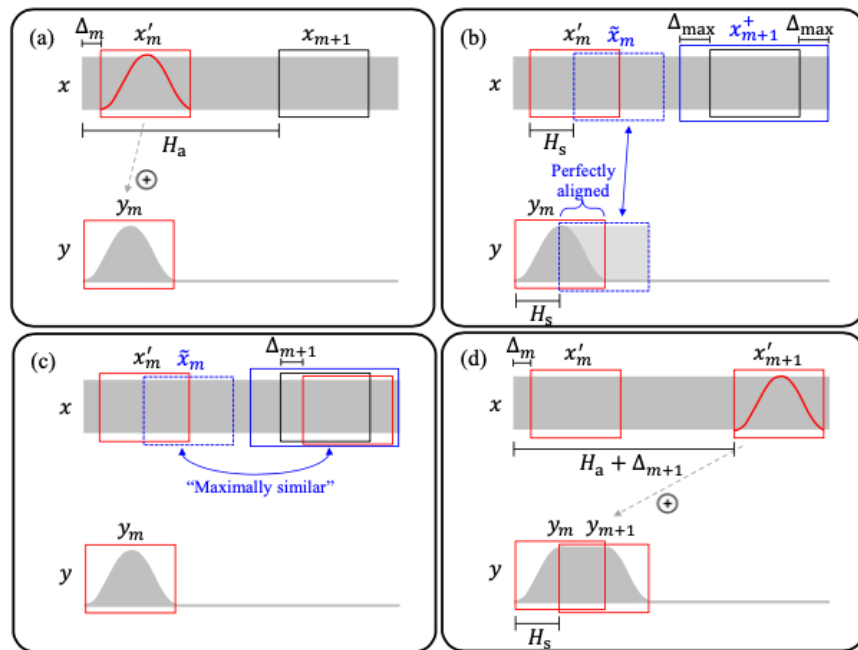 (a)
Δₘ
x′ₘ
xₘ₊₁
x
Hₐ
+
yₘ
y
(b)
x′ₘ
x̃ₘ
Δₘₐₓ
x⁺ₘ₊₁
Δₘₐₓ
x
Hₛ
Perfectly
aligned
yₘ
y
Hₛ
(c)
x′ₘ
x̃ₘ
Δₘ₊₁
x
“Maximally similar”
yₘ
y
(d)
Δₘ
x′ₘ
x′ₘ₊₁
x
Hₐ + Δₘ₊₁
+
yₘ yₘ₊₁
y
Hₛ